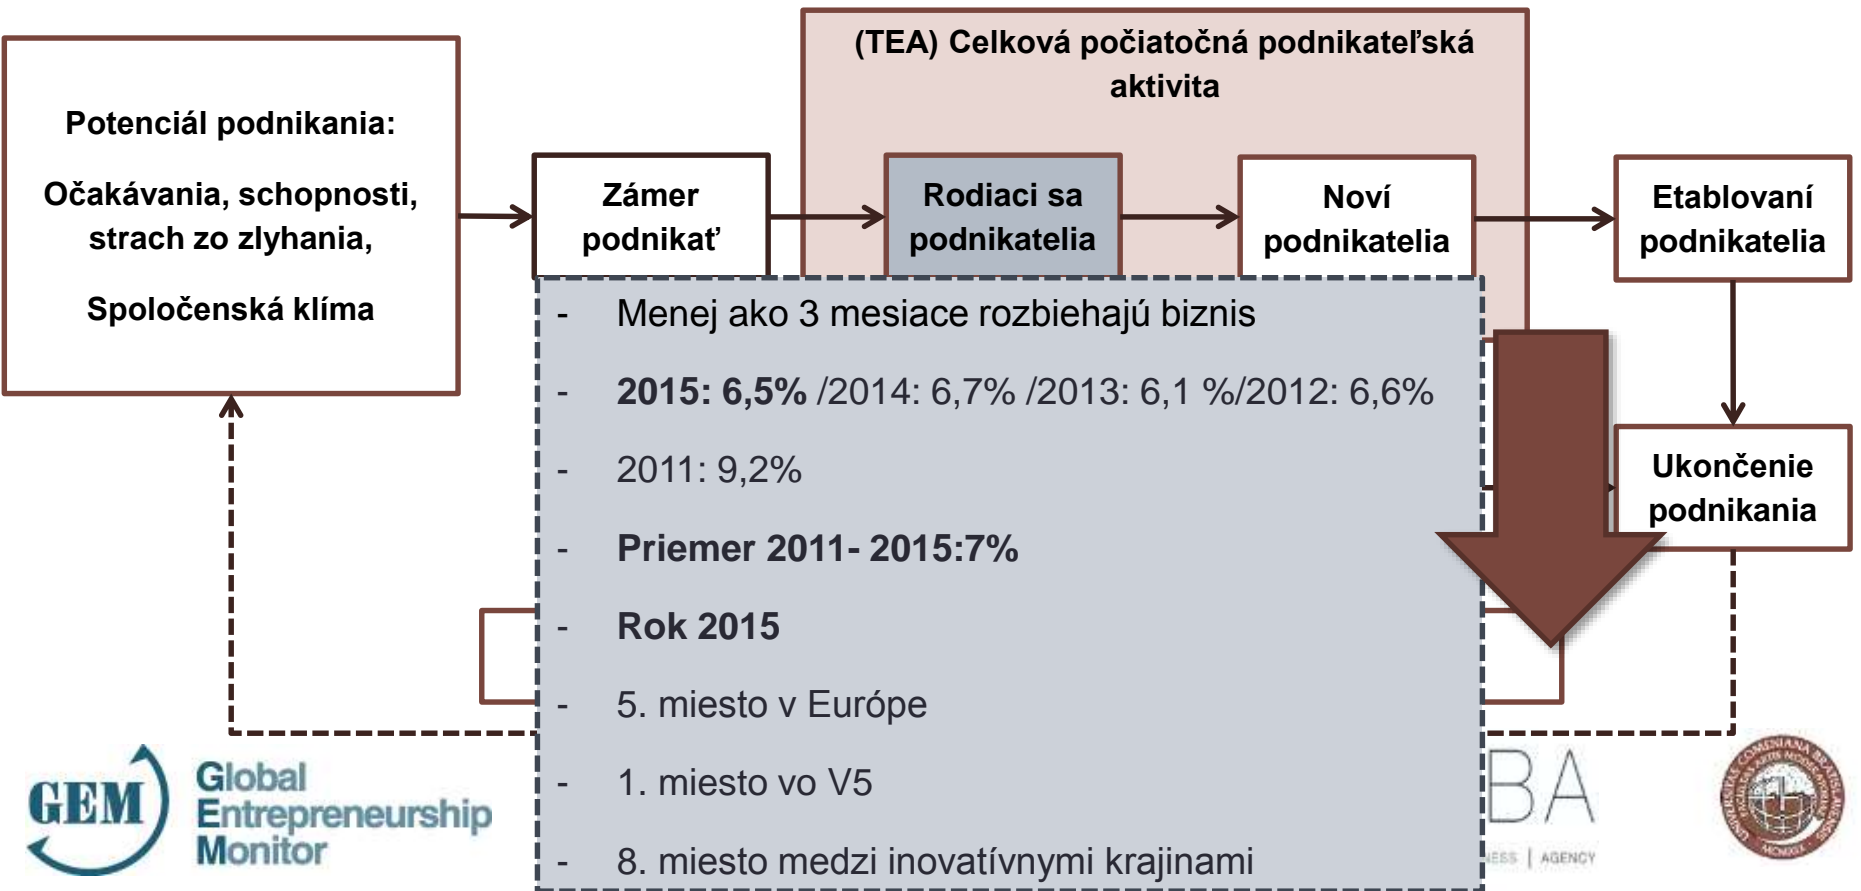 (TEA) Celková počiatočná podnikateľská
aktivita
Potenciál podnikania:
Očakávania, schopnosti,
strach zo zlyhania,
Spoločenská klíma
Zámer
podnikať
Rodiaci sa
podnikatelia
Noví
podnikatelia
Etablovaní
podnikatelia
Ukončenie
podnikania
- Menej ako 3 mesiace rozbiehajú biznis
- 2015: 6,5% /2014: 6,7% /2013: 6,1 %/2012: 6,6%
- 2011: 9,2%
- Priemer 2011- 2015:7%
- Rok 2015
- 5. miesto v Európe
- 1. miesto vo V5
- 8. miesto medzi inovatívnymi krajinami
GEM
Global
Entrepreneurship
Monitor
BA
NESS | AGENCY